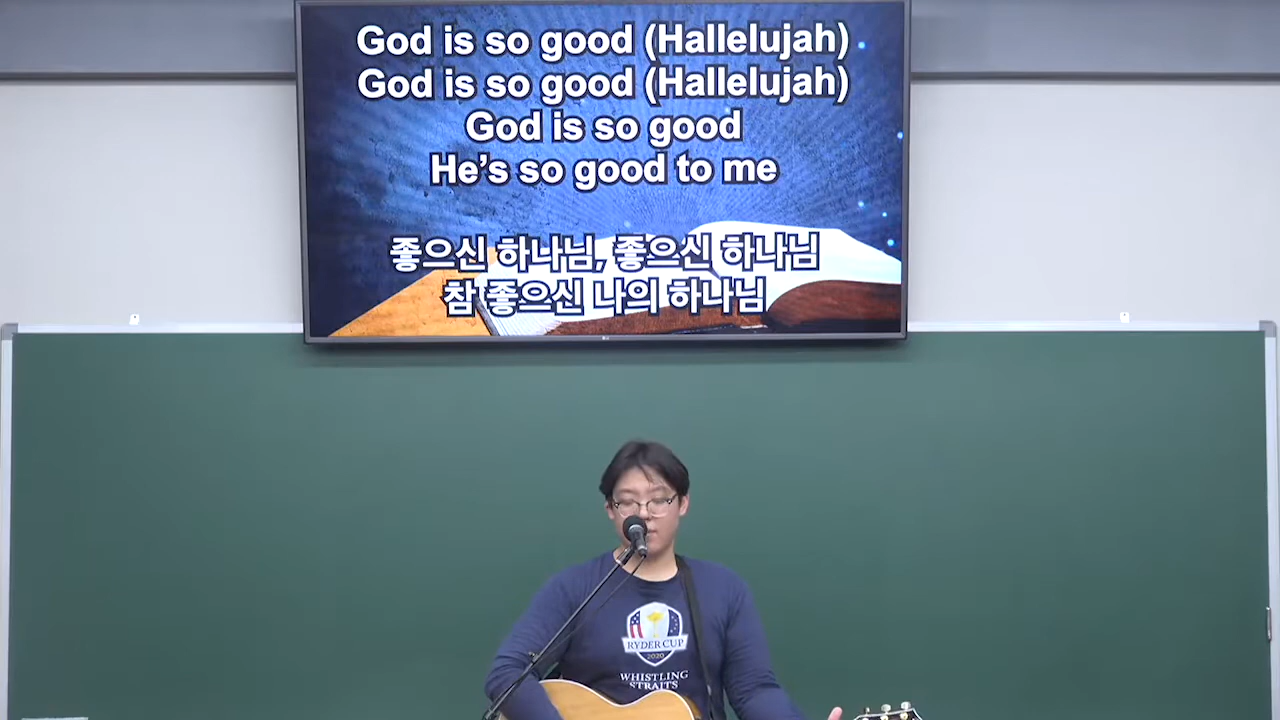 God is so good (Hallelujah)
God is so good (Hallelujah)
God is so good
He's so good to me
좋으신 하나님, 좋으신 하나님
참 좋으신 나의 하나님
RYDER CUP
2020
WHISTLING
STRAITS